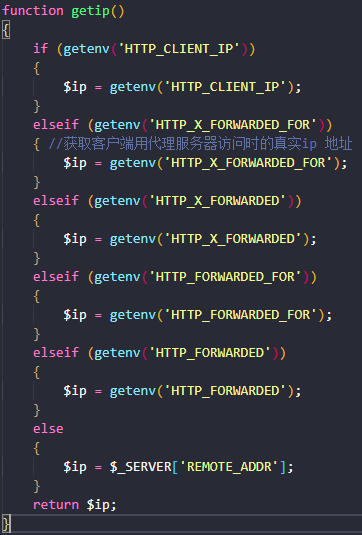 function getip()
{
    if (getenv('HTTP_CLIENT_IP'))
    {
        $ip = getenv('HTTP_CLIENT_IP');
    }
    elseif (getenv('HTTP_X_FORWARDED_FOR'))
    { //获取客户端用代理服务器访问时的真实ip 地址
        $ip = getenv('HTTP_X_FORWARDED_FOR');
    }
    elseif (getenv('HTTP_X_FORWARDED'))
    {
        $ip = getenv('HTTP_X_FORWARDED');
    }
    elseif (getenv('HTTP_FORWARDED_FOR'))
    {
        $ip = getenv('HTTP_FORWARDED_FOR');
    }
    elseif (getenv('HTTP_FORWARDED'))
    {
        $ip = getenv('HTTP_FORWARDED');
    }
    else
    {
        $ip = $_SERVER['REMOTE_ADDR'];
    }
    return $ip;
}